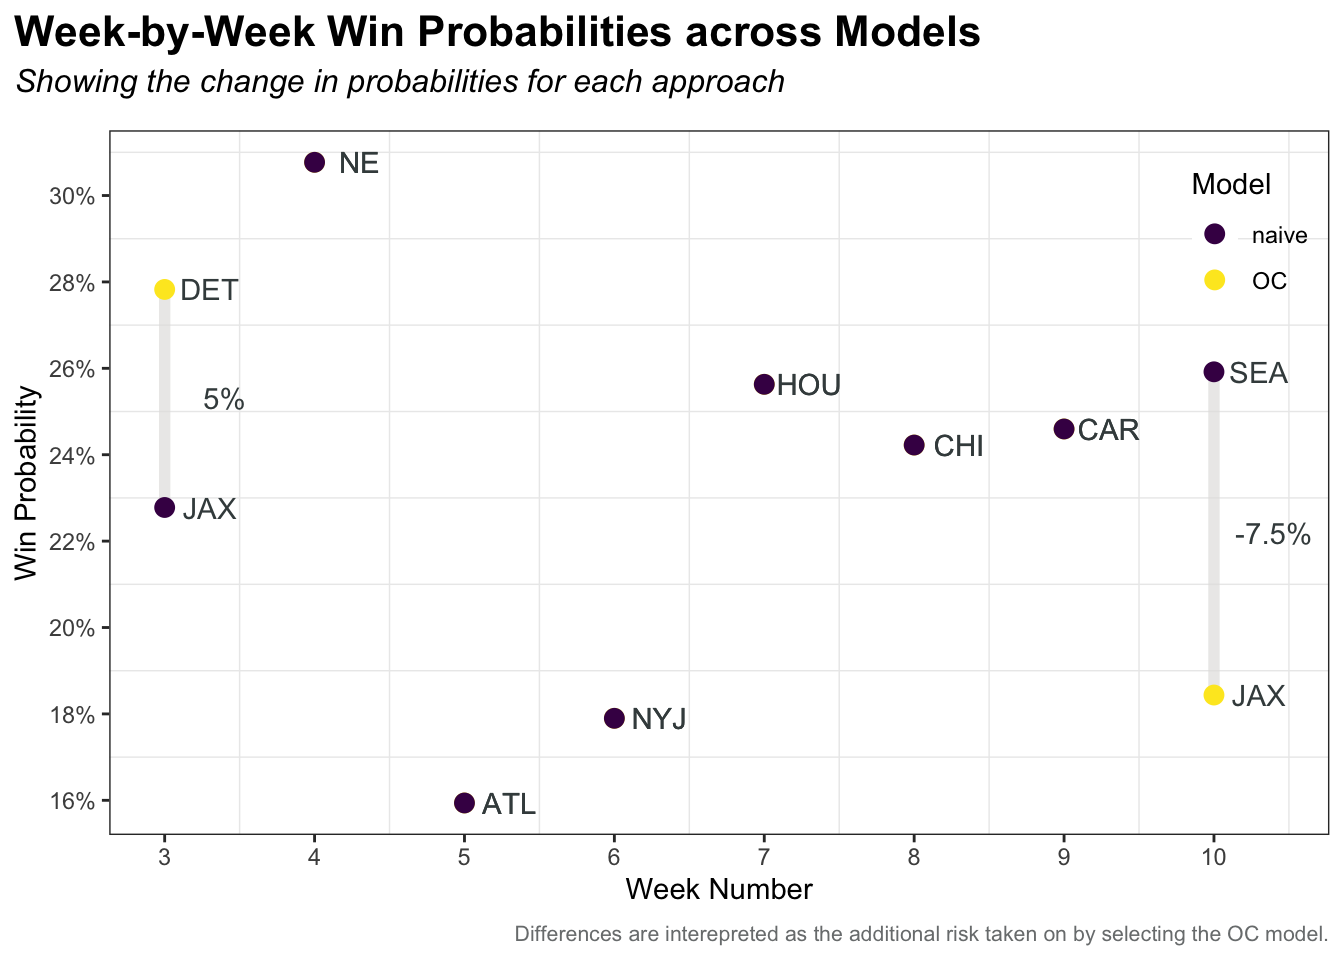 Week-by-Week Win Probabilities across Models
Showing the change in probabilities for each approach
Win Probability
30%
28%
26%
24%
22%
20%
18%
16%
NE
DET
5%
JAX
ATL
NYJ
HOU
CHI
CAR
SEA
-7.5%
JAX
Model
naive
OC
3 4 5 6 7 8 9 10
Week Number
Differences are interepreted as the additional risk taken on by selecting the OC model.